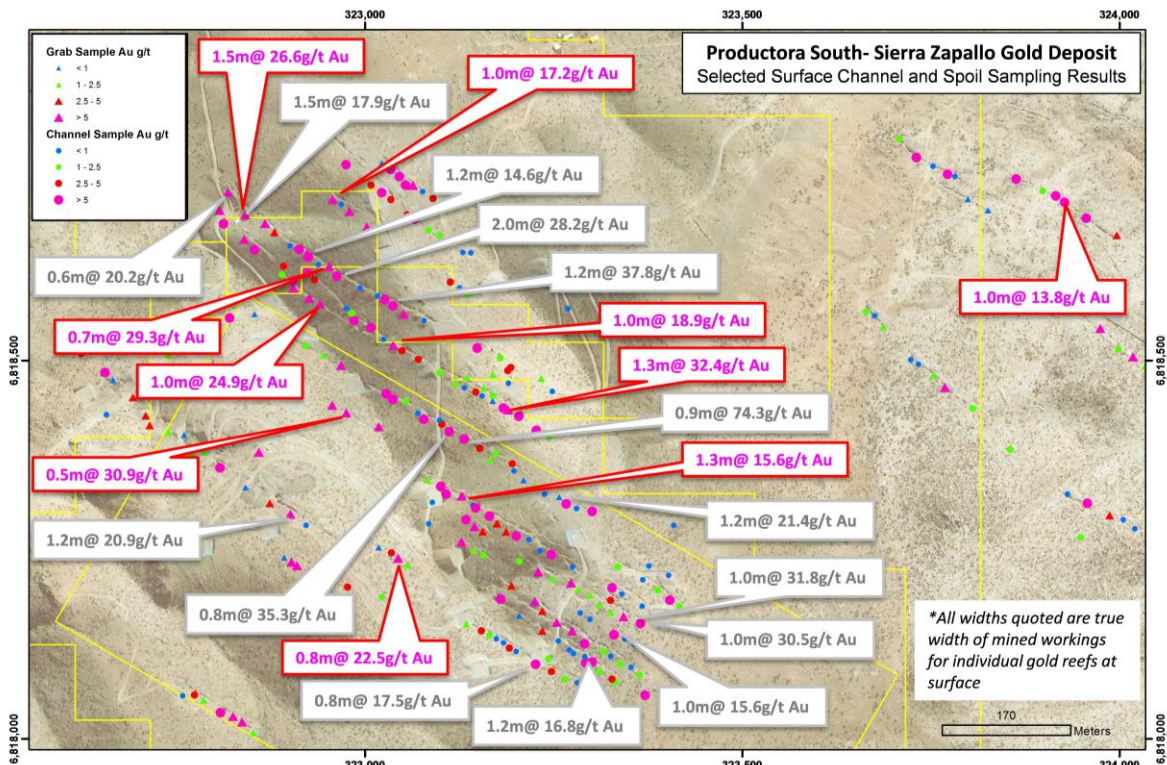 323,000
323,500
324,000
Grab Sample Au g/t
< 1
1 - 2.5
2.5 - 5
> 5
Channel Sample Au g/t
< 1
1 - 2.5
2.5 - 5
> 5
Productora South- Sierra Zapallo Gold Deposit
Selected Surface Channel and Spoil Sampling Results
1.5m@ 26.6g/t Au
1.0m@ 17.2g/t Au
1.5m@ 17.9g/t Au
1.2m@ 14.6g/t Au
2.0m@ 28.2g/t Au
0.6m@ 20.2g/t Au
1.2m@ 37.8g/t Au
1.0m@ 13.8g/t Au
0.7m@ 29.3g/t Au
1.0m@ 18.9g/t Au
6,818,500
6,818,500
1.0m@ 24.9g/t Au
1.3m@ 32.4g/t Au
0.9m@ 74.3g/t Au
0.5m@ 30.9g/t Au
1.3m@ 15.6g/t Au
1.2m@ 20.9g/t Au
1.2m@ 21.4g/t Au
1.0m@ 31.8g/t Au
0.8m@ 35.3g/t Au
1.0m@ 30.5g/t Au
0.8m@ 22.5g/t Au
0.8m@ 17.5g/t Au
1.0m@ 15.6g/t Au
1.2m@ 16.8g/t Au
*All widths quoted are true
width of mined workings
for individual gold reefs at
surface
170
Meters
6,818,000
6,818,000
323,000
323,500
324,000